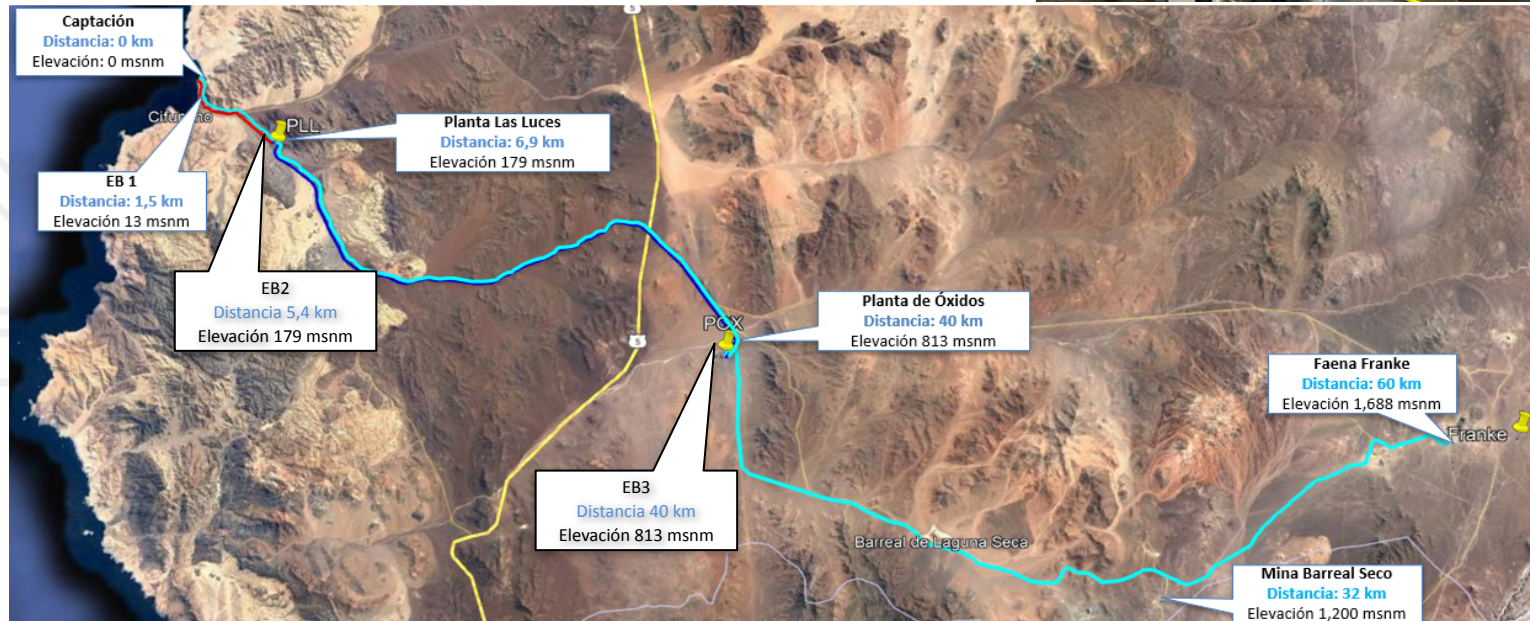 Captación
Distancia: 0 km
Elevación: 0 msnm
5
PLL
Planta Las Luces
Distancia: 6,9 km
Elevación 179 msnm
EB 1
Distancia: 1,5 km
Elevación 13 msnm
EB2
Distancia 5,4 km
Elevación 179 msnm
Planta de Óxidos
Distancia: 40 km
Elevación 813 msnm
POX
5
Faena Franke
Distancia: 60 km
Elevación 1,688 msnm
Franke
EB3
Distancia 40 km
Elevación 813 msnm
Barreal de Laguna Seca
Mina Barreal Seco
Distancia: 32 km
Elevación 1,200 msnm